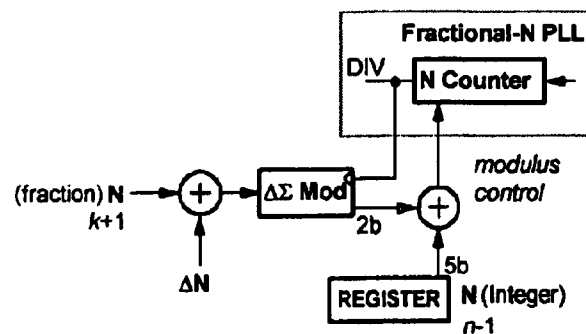 Fractional-N PLL
DIV
N Counter
modulus
control
(fraction) N
k+1
+
ΔΣ Mod
2b
+
ΔN
5b
REGISTER
N (Integer)
n-1